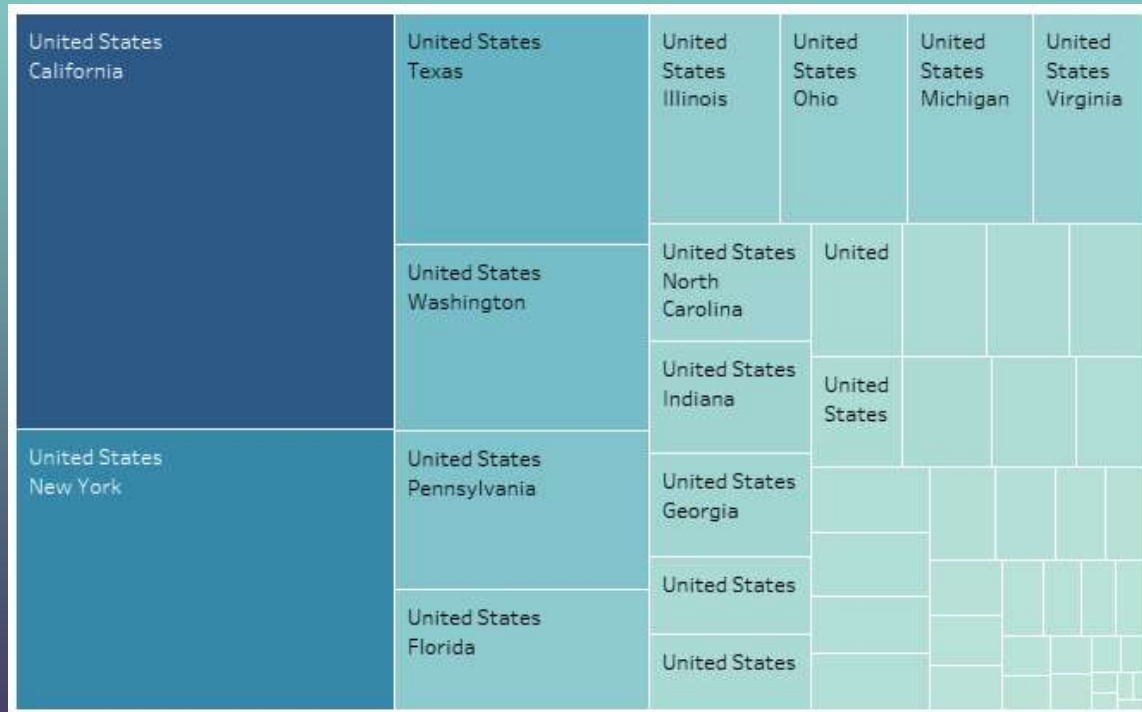 United States
California
United States
New York
United States
Texas
United States
Washington
United States
Pennsylvania
United States
Florida
United
States
Illinois
United
States
Ohio
United
States
Michigan
United
States
Virginia
United States
North
Carolina
United States
Indiana
United States
Georgia
United States
United States
United
United
States